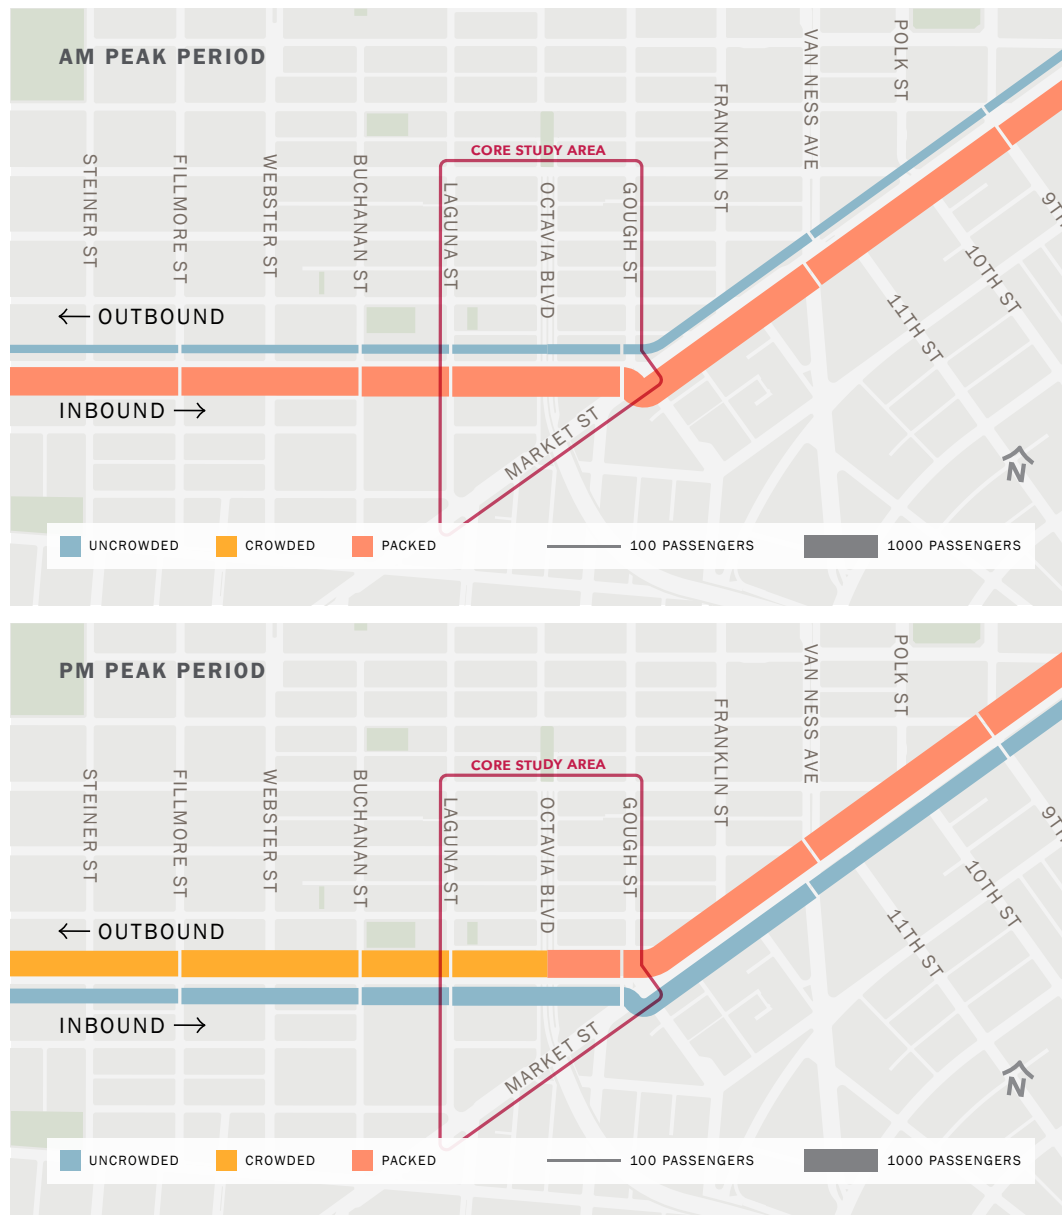 AM PEAK PERIOD
POLK ST
VAN NESS AVE
FRANKLIN ST
CORE STUDY AREA
STEINER ST
FILLMORE ST
WEBSTER ST
BUCHANAN ST
LAGUNA ST
OCTAVIA BLVD
GOUGH ST
9TH
10TH ST
11TH ST
← OUTBOUND
INBOUND →
MARKET ST
N
UNCROWDED CROWDED PACKED 100 PASSENGERS 1000 PASSENGERS
PM PEAK PERIOD
POLK ST
VAN NESS AVE
FRANKLIN ST
CORE STUDY AREA
STEINER ST
FILLMORE ST
WEBSTER ST
BUCHANAN ST
LAGUNA ST
OCTAVIA BLVD
GOUGH ST
9TH
10TH ST
11TH ST
← OUTBOUND
INBOUND →
MARKET ST
N
UNCROWDED CROWDED PACKED 100 PASSENGERS 1000 PASSENGERS